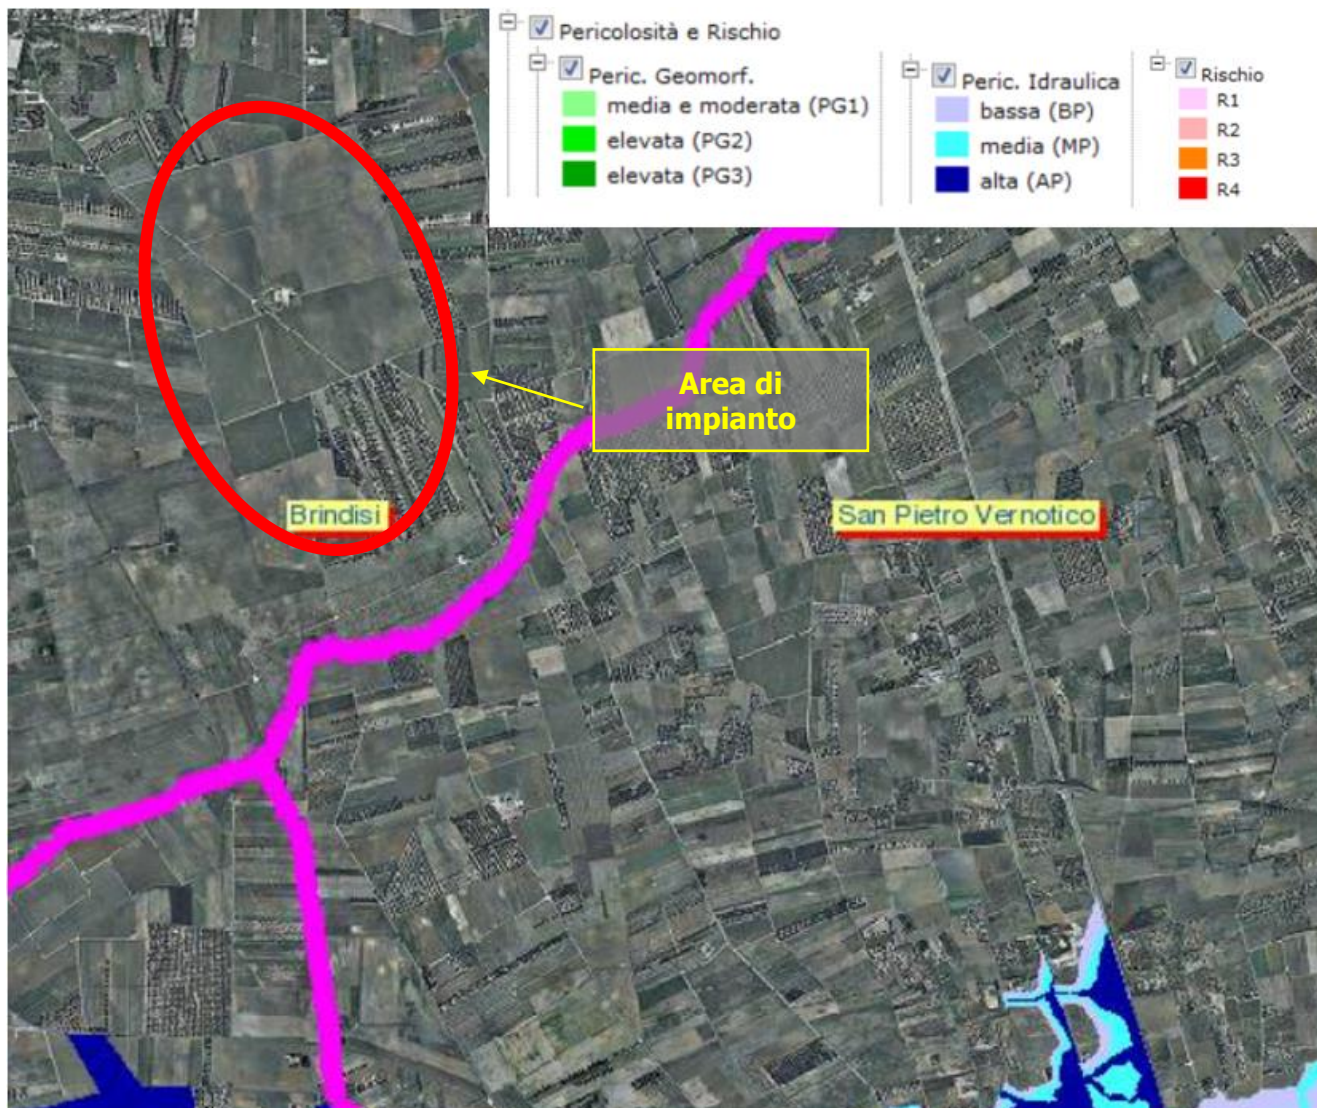 Pericolosità e Rischio
Peric. Geomorf.
media e moderata (PG1)
elevata (PG2)
elevata (PG3)
Peric. Idraulica
bassa (BP)
media (MP)
alta (AP)
Rischio
R1
R2
R3
R4
Area di
impianto
Brindisi
San Pietro Vernotico